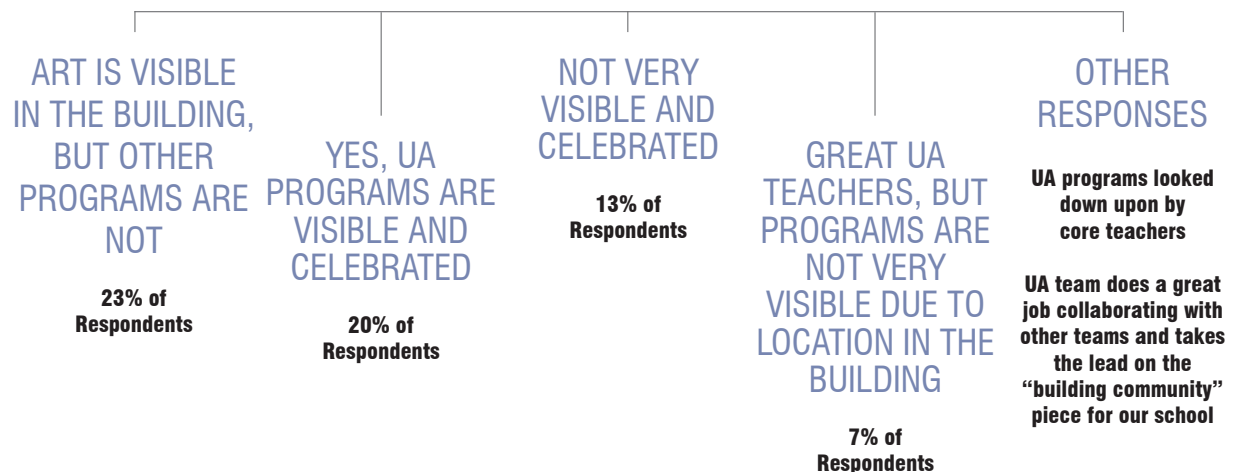 ART IS VISIBLE
IN THE BUILDING,
BUT OTHER
PROGRAMS ARE
NOT
23% of
Respondents
YES, UA
PROGRAMS ARE
VISIBLE AND
CELEBRATED
20% of
Respondents
NOT VERY
VISIBLE AND
CELEBRATED
13% of
Respondents
GREAT UA
TEACHERS, BUT
PROGRAMS ARE
NOT VERY
VISIBLE DUE TO
LOCATION IN THE
BUILDING
7% of
Respondents
OTHER
RESPONSES
UA programs looked
down upon by
core teachers
UA team does a great
job collaborating with
other teams and takes
the lead on the
“building community”
piece for our school